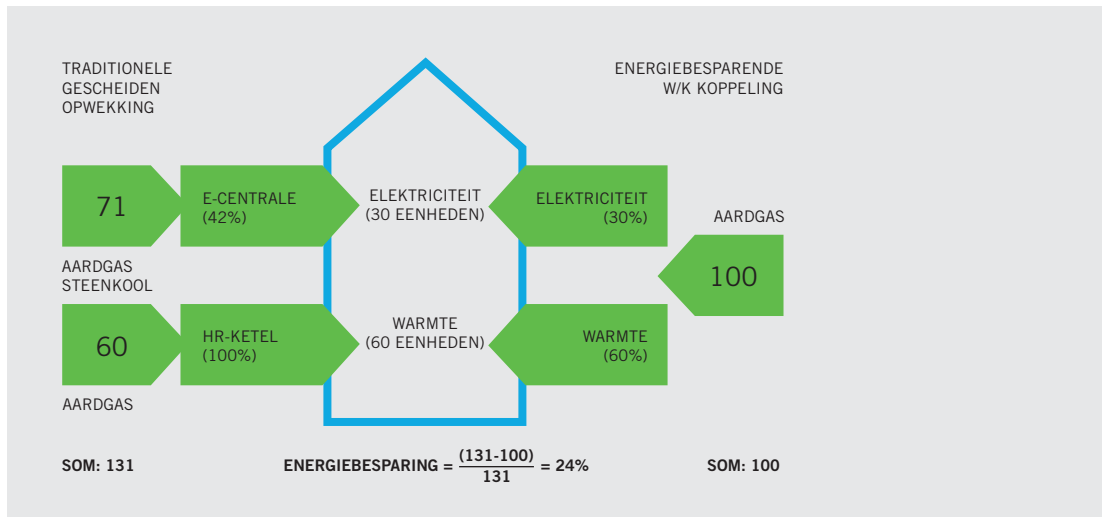 TRADITIONELE
GESCHEIDEN
OPWEKKING
ENERGIEBESPARENDE
W/K KOPPELING
71
E-CENTRALE
(42%)
ELEKTRICITEIT
(30 EENHEDEN)
ELEKTRICITEIT
(30%)
AARDGAS
STEENKOOL
AARDGAS
100
60
HR-KETEL
(100%)
WARMTE
(60 EENHEDEN)
WARMTE
(60%)
AARDGAS
SOM: 131
ENERGIEBESPARING = (131-100) / 131 = 24%
SOM: 100